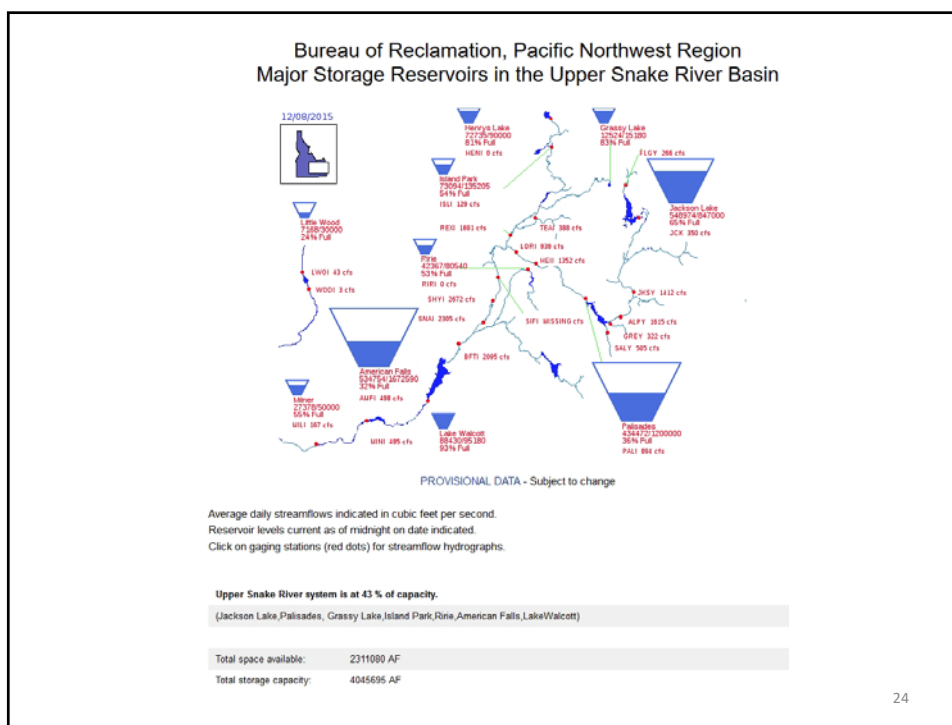 Bureau of Reclamation, Pacific Northwest Region
Major Storage Reservoirs in the Upper Snake River Basin
12/08/2015
Henrys Lake
72735/90000
81% Full
HENI 0 cfs
Grassy Lake
12524/15180
83% Full
FLGY 266 cfs
Island Park
73094/135205
54% Full
ISLI 129 cfs
Jackson Lake
548974/847000
65% Full
JCK 350 cfs
Little Wood
7168/30000
24% Full
LWOI 43 cfs
WODI 3 cfs
REXI 1881 cfs
TEAI 388 cfs
LORI 930 cfs
HEII 1352 cfs
Ririe
42367/80540
53% Full
RIRI 0 cfs
SHYI 2672 cfs
SNAI 2305 cfs
SIFI MISSING cfs
JKSY 1412 cfs
ALPY 1615 cfs
GREY 322 cfs
SALY 505 cfs
BFTI 2095 cfs
American Falls
534754/1672590
32% Full
AMFI 498 cfs
Milner
27378/50000
55% Full
MILI 167 cfs
MINI 495 cfs
Lake Walcott
88430/95180
93% Full
Palisades
434472/1200000
36% Full
PALI 894 cfs
PROVISIONAL DATA - Subject to change
Average daily streamflows indicated in cubic feet per second.
Reservoir levels current as of midnight on date indicated.
Click on gaging stations (red dots) for streamflow hydrographs.
Upper Snake River system is at 43 % of capacity.
(Jackson Lake,Palisades, Grassy Lake,Island Park,Ririe,American Falls,LakeWalcott)
Total space available: 2311080 AF
Total storage capacity: 4045695 AF
24